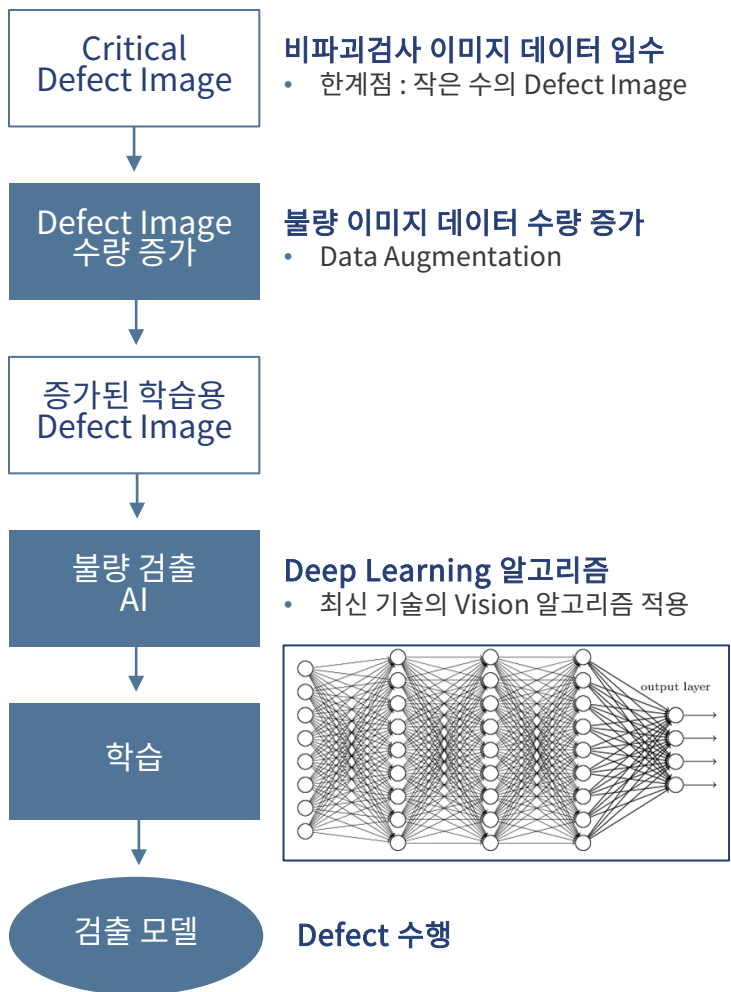 Critical
Defect Image
비파괴검사 이미지 데이터 입수
• 한계점 : 작은 수의 Defect Image
Defect Image
수량 증가
불량 이미지 데이터 수량 증가
• Data Augmentation
증가된 학습용
Defect Image
불량 검출
AI
Deep Learning 알고리즘
• 최신 기술의 Vision 알고리즘 적용
output layer
학습
검출 모델
Defect 수행